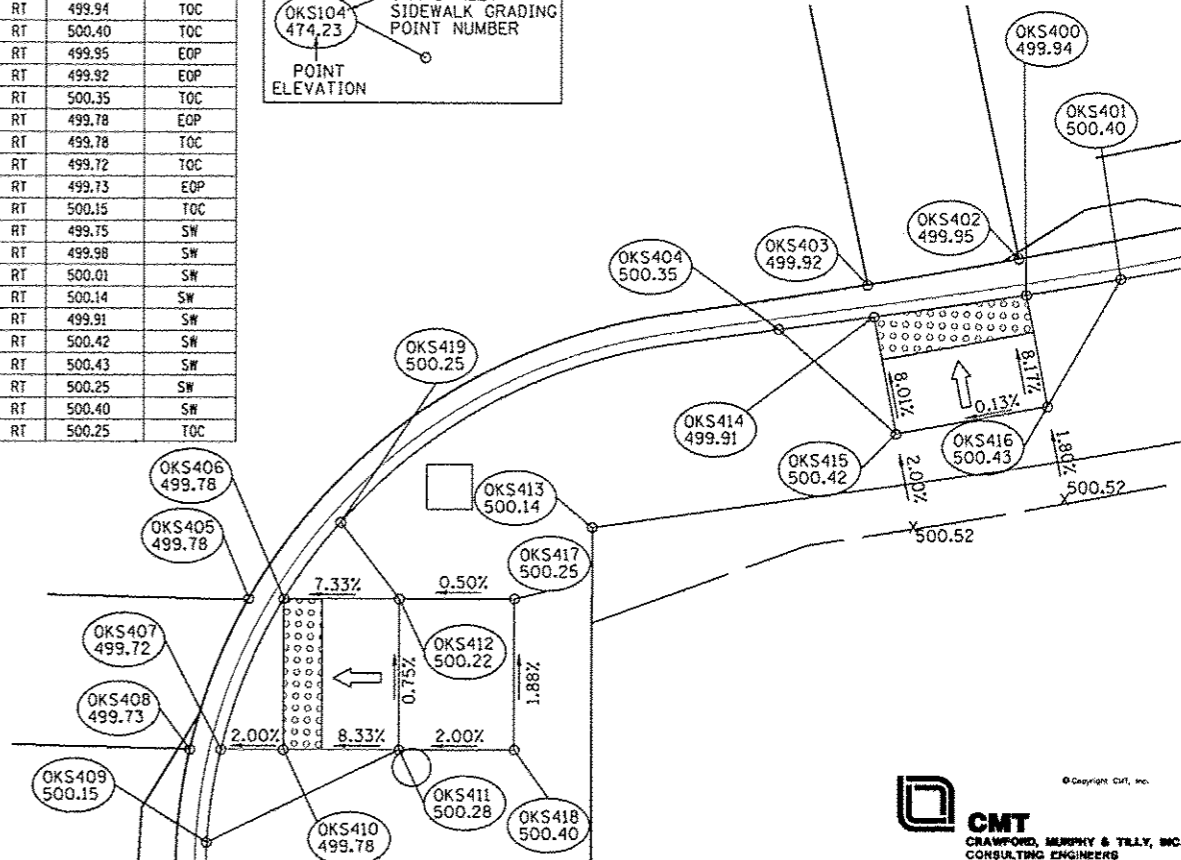 RT 499.94 TOC
RT 500.40 TOC
RT 499.95 EOP
RT 499.92 EOP
RT 500.35 TOC
RT 499.78 EOP
RT 499.78 TOC
RT 499.72 TOC
RT 499.73 EOP
RT 500.15 TOC
RT 499.75 SW
RT 499.98 SW
RT 500.01 SW
RT 500.14 SW
RT 499.91 SW
RT 500.42 SW
RT 500.43 SW
RT 500.25 SW
RT 500.40 SW
RT 500.25 TOC
OKS104
474.23
SIDEWALK GRADING
POINT NUMBER
POINT
ELEVATION
OKS400
499.94
OKS401
500.40
OKS402
499.95
OKS403
499.92
OKS404
500.35
OKS419
500.25
8.01%
8.17%
0.13%
OKS414
499.91
OKS415
500.42
OKS416
500.43
2.00%
1.80%
500.52
500.52
OKS406
499.78
OKS413
500.14
OKS405
499.78
OKS417
500.25
7.33%
0.50%
OKS407
499.72
OKS412
500.22
0.75%
1.88%
OKS408
499.73
2.00%
8.33%
2.00%
OKS409
500.15
OKS410
499.78
OKS411
500.28
OKS418
500.40
© Copyright CMT, Inc.
CMT
CRAWFORD, MURPHY & TILLY, INC.
CONSULTING ENGINEERS